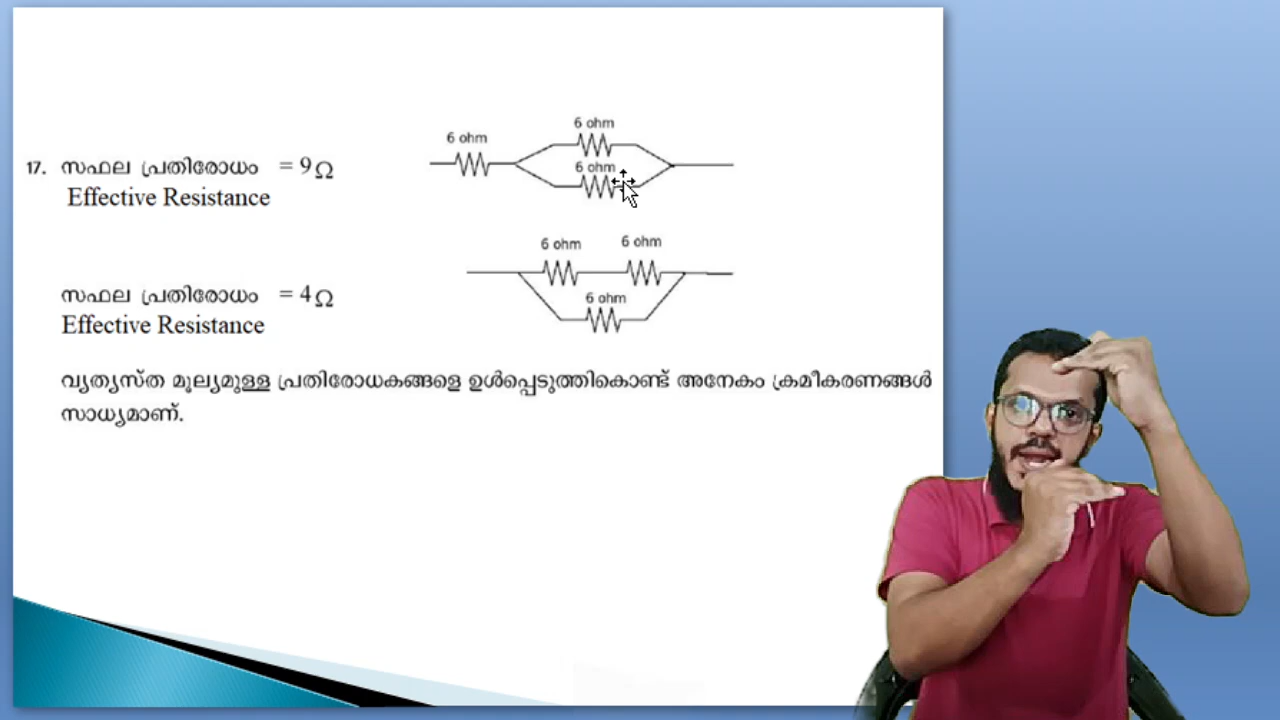 6 ohm
6 ohm
6 ohm
17. സഫല പ്രതിരോധം = 9Ω
Effective Resistance
6 ohm 6 ohm
6 ohm
സഫല പ്രതിരോധം = 4Ω
Effective Resistance
വ്യത്യസ്ത മൂല്യമുള്ള പ്രതിരോധകങ്ങളെ ഉൾപ്പെടുത്തികൊണ്ട് അനേകം ക്രമീകരണങ്ങൾ
സാധ്യമാണ്.